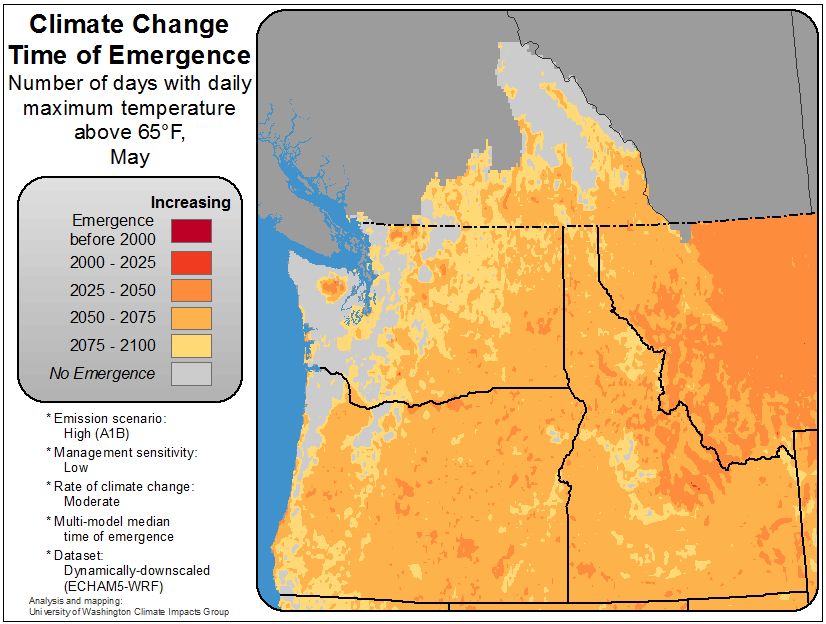 Climate Change
Time of Emergence
Number of days with daily
maximum temperature
above 65°F,
May
Increasing
Emergence
before 2000
2000 - 2025
2025 - 2050
2050 - 2075
2075 - 2100
No Emergence
* Emission scenario:
High (A1B)
* Management sensitivity:
Low
* Rate of climate change:
Moderate
* Multi-model median
time of emergence
* Dataset:
Dynamically-downscaled
(ECHAM5-WRF)
Analysis and mapping:
University of Washington Climate Impacts Group